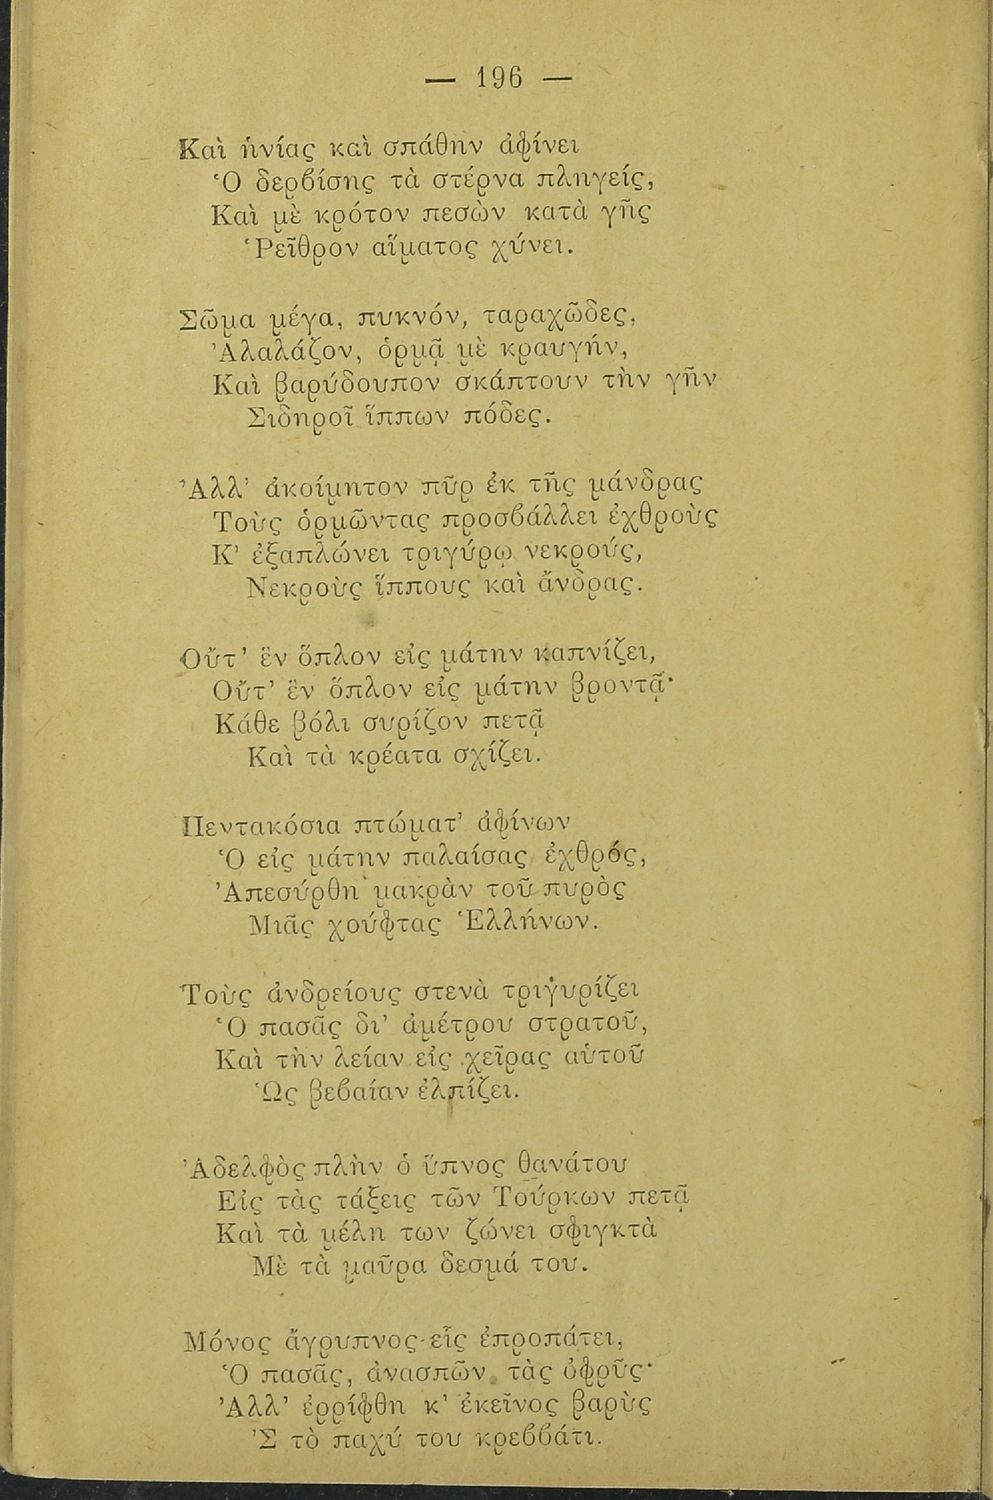 — 196 —
Καὶ ἡνίας καὶ σπάθην ἀφίνει
Ὁ δερβίσης τὰ στέρνα πληγείς,
Καὶ μὲ κρότον πεσὼν κατὰ γῆς
Ῥεῖθρον αἵματος χύνει.
Σῶμα μέγα, πυκνόν, ταραχῶδες,
Ἀλαλάζον, ὁρμᾷ μὲ κραυγήν,
Καὶ βαρύδουπον σκάπτουν τὴν γῆν
Σιδηροῖ ἵππων πόδες.
Ἀλλ' ἀκοίμητον πῦρ ἐκ τῆς μάνδρας
Τοὺς ὁρμῶντας προσβάλλει ἐχθροὺς
Κ' ἐξαπλώνει τριγύρῳ νεκρούς,
Νεκροὺς ἵππους καὶ ἄνδρας.
Οὔτ' ἓν ὅπλον εἰς μάτην καπνίζει,
Οὔτ' ἓν ὅπλον εἰς μάτην βροντᾷ·
Κάθε βόλι συρίζον πετᾷ
Καὶ τὰ κρέατα σχίζει.
Πεντακόσια πτώματ' ἀφίνων
Ὁ εἰς μάτην παλαίσας ἐχθρός,
Ἀπεσύρθη μακρὰν τοῦ πυρὸς
Μιᾶς χούφτας Ἑλλήνων.
Τοὺς ἀνδρείους στενὰ τριγυρίζει
Ὁ πασᾶς δι' ἀμέτρου στρατοῦ,
Καὶ τὴν λείαν εἰς χεῖρας αὑτοῦ
Ὡς βεβαίαν ἐλπίζει.
Ἀδελφὸς πλὴν ὁ ὕπνος θανάτου
Εἰς τὰς τάξεις τῶν Τούρκων πετᾷ
Καὶ τὰ μέλη των ζώνει σφιγκτὰ
Μὲ τὰ μαῦρα δεσμά του.
Μόνος ἄγρυπνος εἷς ἐπροπάτει,
Ὁ πασᾶς, ἀνασπῶν τὰς ὀφρῦς·
Ἀλλ' ἐρρίφθη κ' ἐκεῖνος βαρὺς
Ἐ τὸ παχύ του κρεββάτι.